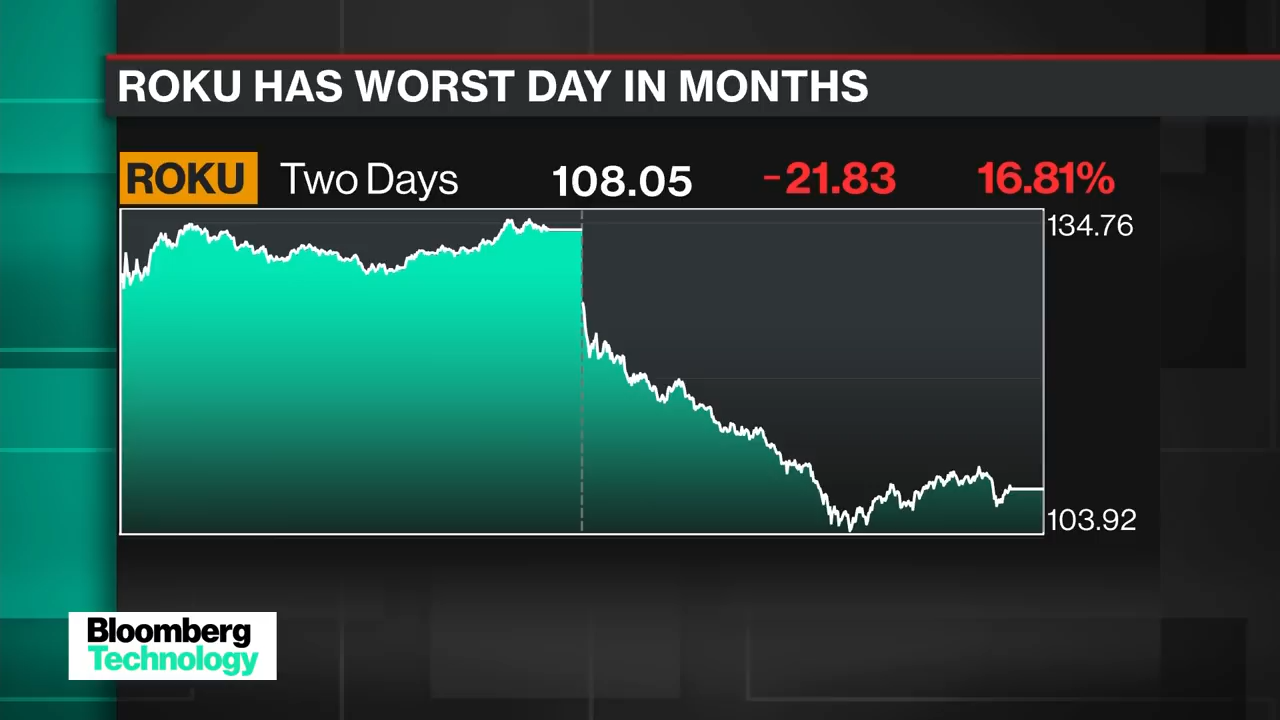 ROKU HAS WORST DAY IN MONTHS
ROKU Two Days 108.05 -21.83 16.81%
134.76
103.92
Bloomberg
Technology